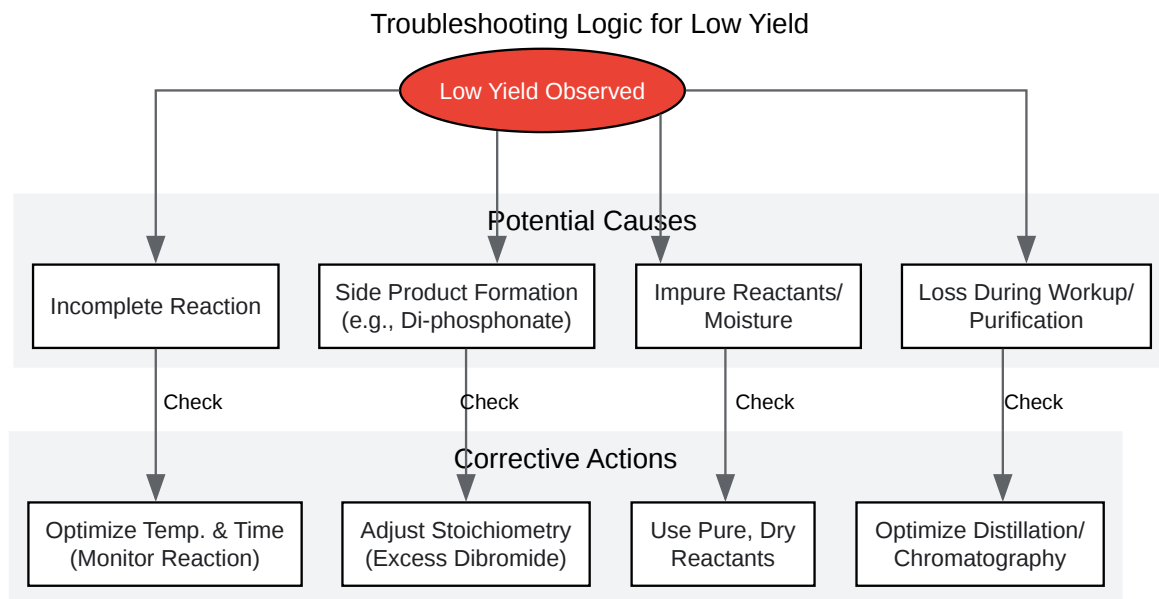 Troubleshooting Logic for Low Yield
Low Yield Observed
Potential Causes
Incomplete Reaction
Side Product Formation
(e.g., Di-phosphonate)
Impure Reactants/
Moisture
Loss During Workup/
Purification
Check
Check
Check
Check
Corrective Actions
Optimize Temp. & Time
(Monitor Reaction)
Adjust Stoichiometry
(Excess Dibromide)
Use Pure, Dry
Reactants
Optimize Distillation/
Chromatography